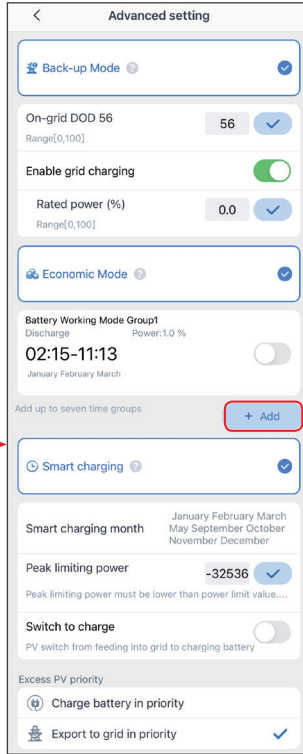 Advanced setting
Back-up Mode ?
On-grid DOD 56
56
Range[0,100]
Enable grid charging
Rated power (%)
0.0
Range[0,100]
Economic Mode ?
Battery Working Mode Group1
Discharge Power:1.0 %
02:15-11:13
January February March
Add up to seven time groups
+ Add
Smart charging ?
Smart charging month
January February March
May September October
November December
Peak limiting power
-32536
Peak limiting power must be lower than power limit value....
Switch to charge
PV switch from feeding into grid to charging battery
Excess PV priority
Charge battery in priority
Export to grid in priority